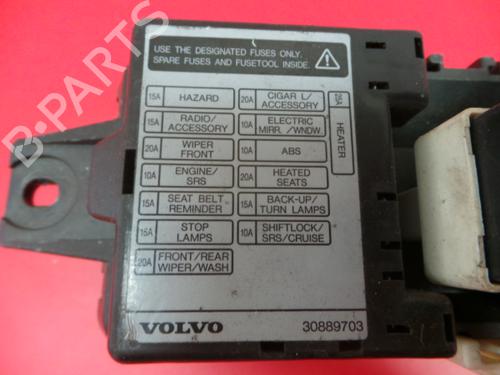 B-PARTS
USE THE DESIGNATED FUSES ONLY.
SPARE FUSES AND FUSETOOL INSIDE.
15A HAZARD
20A CIGAR L/
ACCESSORY
15A RADIO/
ACCESSORY
10A ELECTRIC
MIRR. /WNDW.
20A WIPER
FRONT
10A ABS
10A ENGINE/
SRS
20A HEATED
SEATS
15A SEAT BELT
REMINDER
15A BACK-UP/
TURN LAMPS
15A STOP
LAMPS
10A SHIFTLOCK/
SRS/CRUISE
20A FRONT/REAR
WIPER/WASH
25A HEATER
VOLVO
30889703